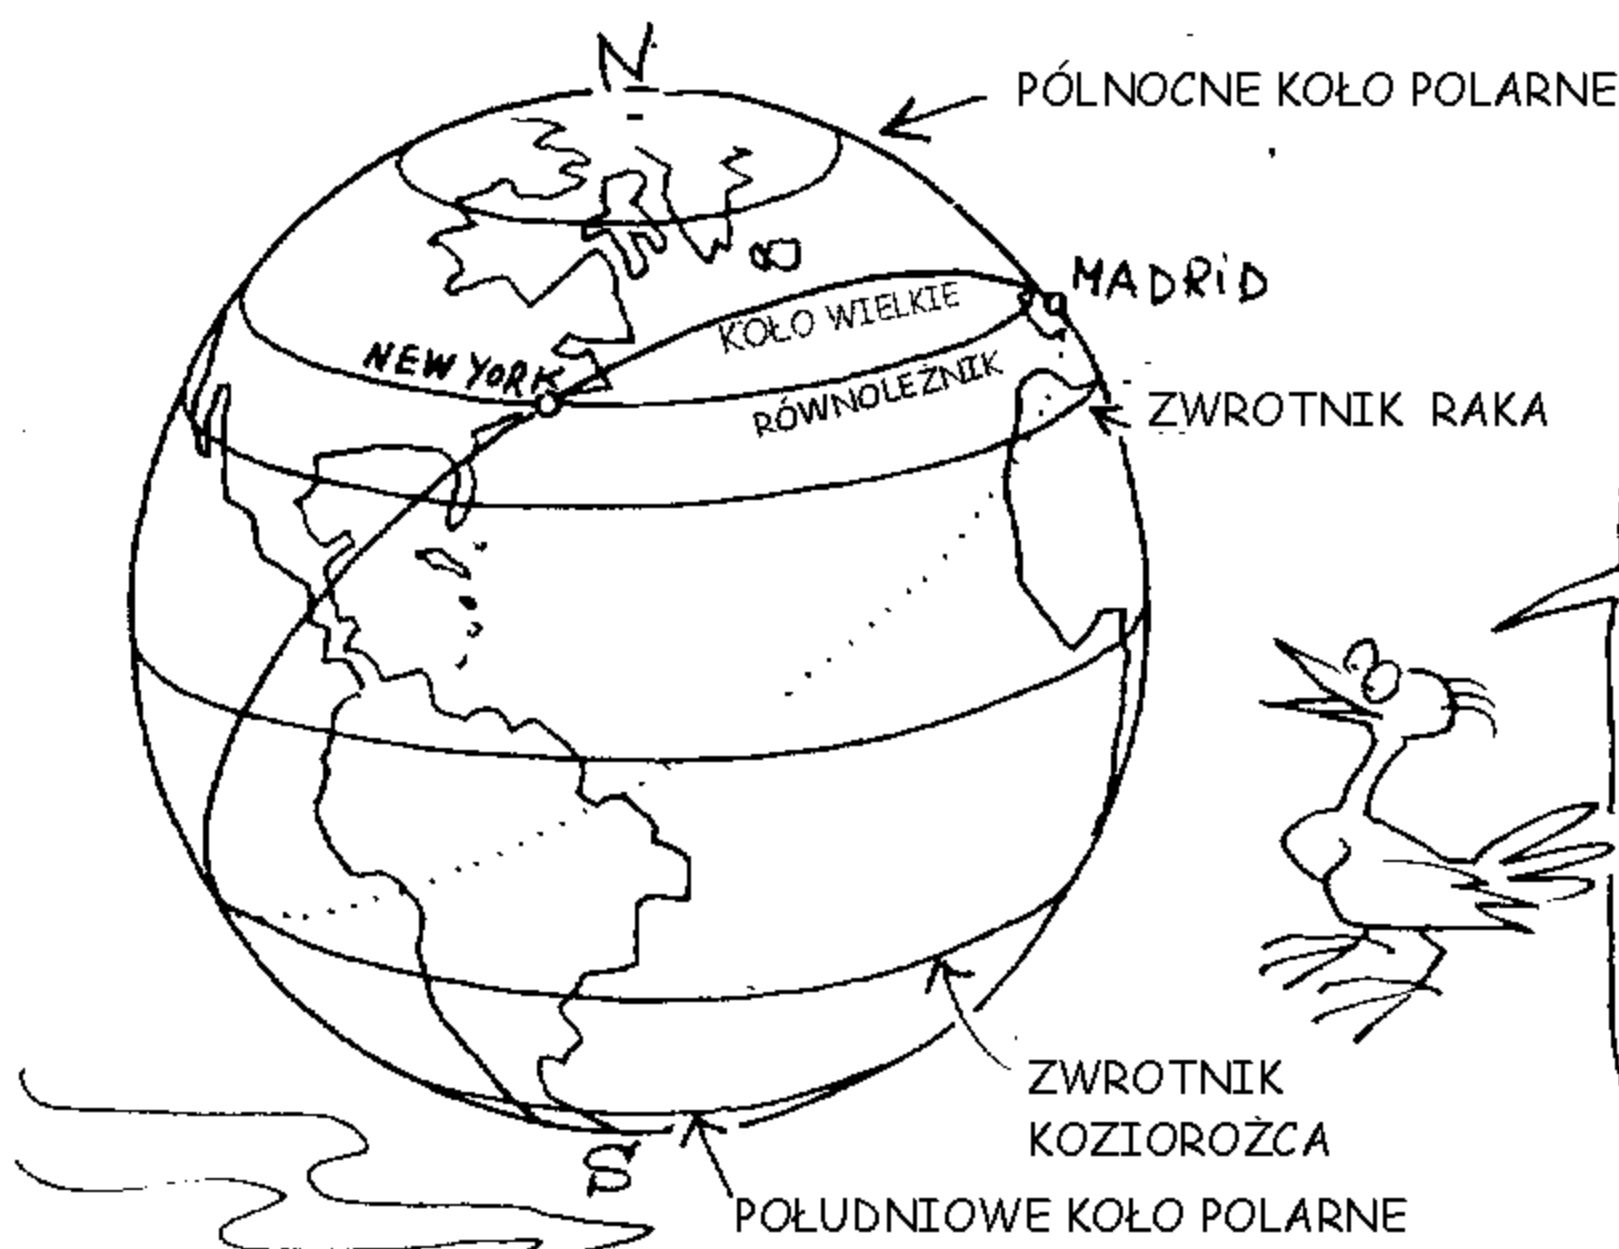 N
PÓLNOCNE KOŁO POLARNE
MADRiD
KOŁO WIELKIE
NEW YORK
RÓWNOLEŻNIK
ZWROTNIK RAKA
ZWROTNIK
KOZIOROŻCA
S
POŁUDNIOWE KOŁO POLARNE